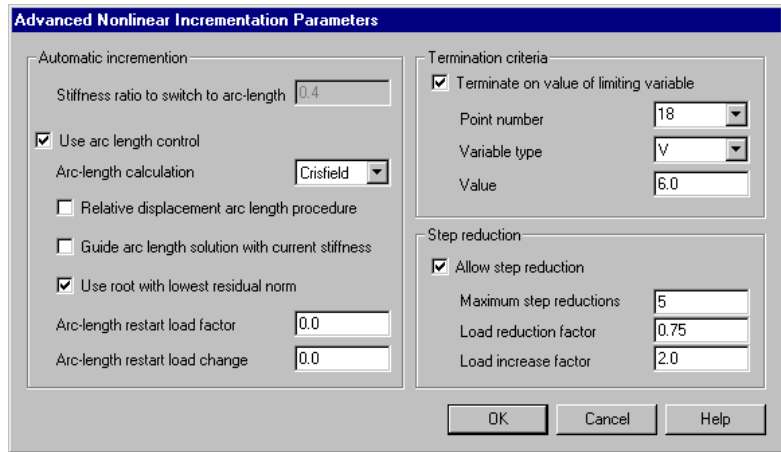 Advanced Nonlinear Incrementation Parameters
Automatic incremention
Stiffness ratio to switch to arc-length 0.4
Use arc length control
Arc-length calculation Crisfield
Relative displacement arc length procedure
Guide arc length solution with current stiffness
Use root with lowest residual norm
Arc-length restart load factor 0.0
Arc-length restart load change 0.0
Termination criteria
Terminate on value of limiting variable
Point number 18
Variable type V
Value 6.0
Step reduction
Allow step reduction
Maximum step reductions 5
Load reduction factor 0.75
Load increase factor 2.0
OK Cancel Help